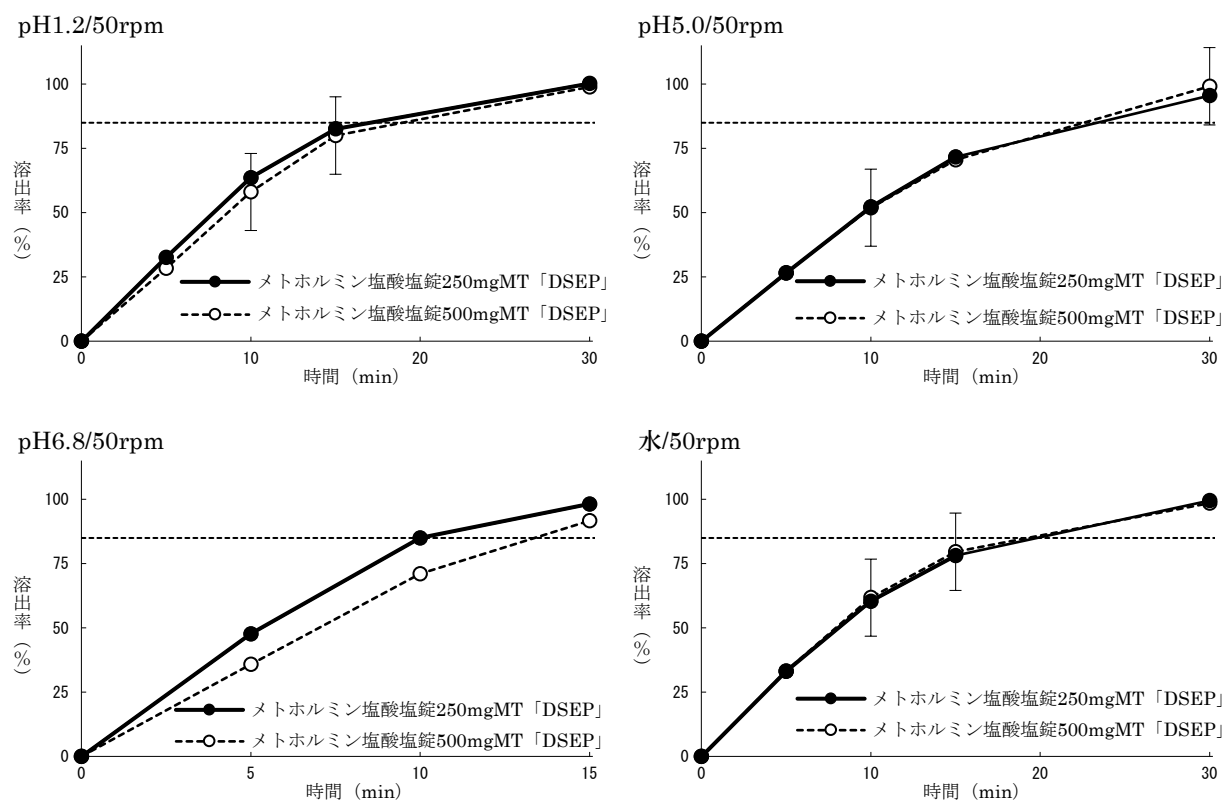 pH1.2/50rpm
100
75
50
25
0
溶出率（%）
メトホルミン塩酸塩錠250mgMT「DSEP」
メトホルミン塩酸塩錠500mgMT「DSEP」
0 10 20 30
時間（min）
pH5.0/50rpm
100
75
50
25
0
溶出率（%）
メトホルミン塩酸塩錠250mgMT「DSEP」
メトホルミン塩酸塩錠500mgMT「DSEP」
0 10 20 30
時間（min）
pH6.8/50rpm
100
75
50
25
0
溶出率（%）
メトホルミン塩酸塩錠250mgMT「DSEP」
メトホルミン塩酸塩錠500mgMT「DSEP」
0 5 10 15
時間（min）
水/50rpm
100
75
50
25
0
溶出率（%）
メトホルミン塩酸塩錠250mgMT「DSEP」
メトホルミン塩酸塩錠500mgMT「DSEP」
0 10 20 30
時間（min）